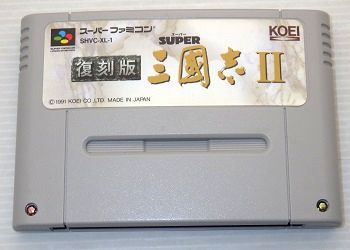 スーパーファミコン
SHVC-XL-1
KOEI
スーパー
SUPER
復刻版 三國志II
©1991 KOEI CO.,LTD. MADE IN JAPAN